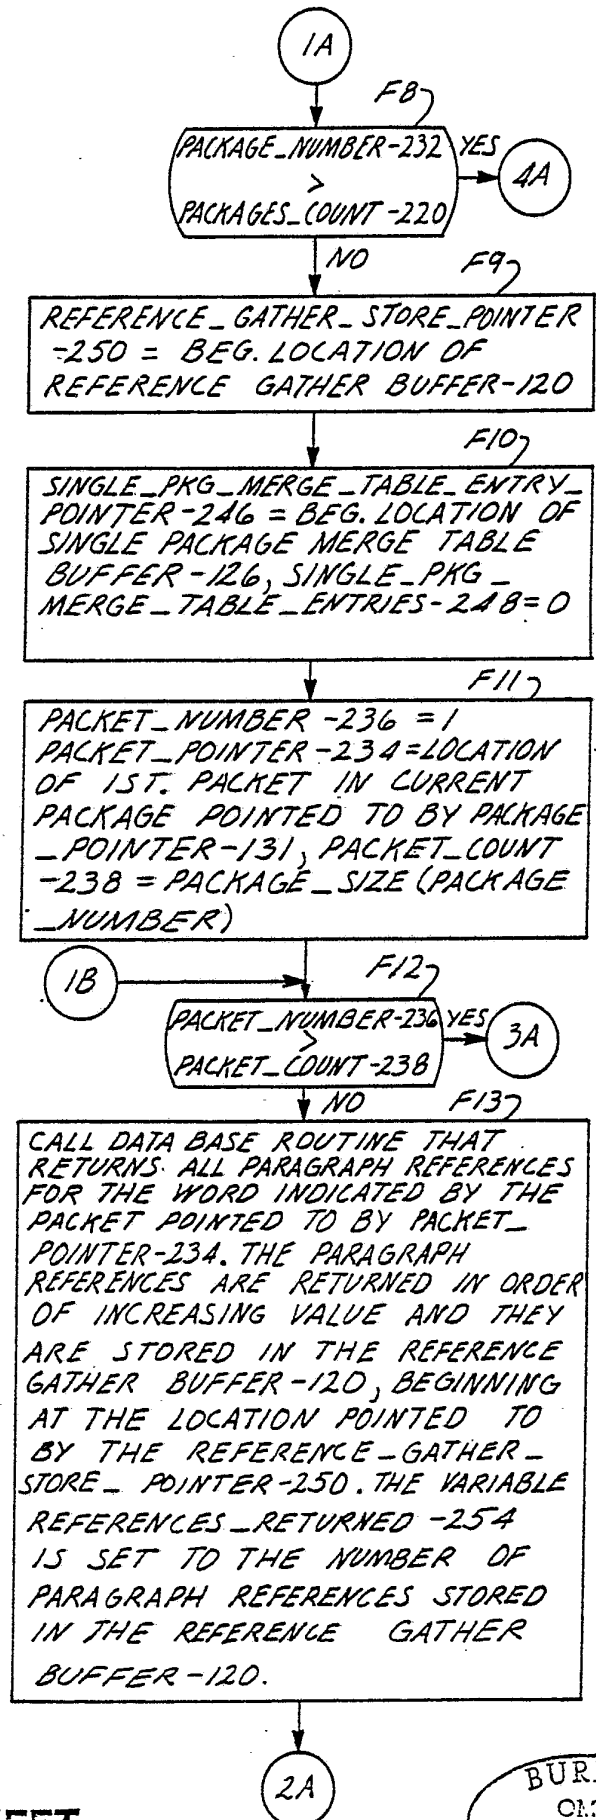 1A
F8
PACKAGE_NUMBER-232
>
PACKAGES_COUNT-220
YES
4A
NO
F9
REFERENCE_GATHER_STORE_POINTER
-250 = BEG. LOCATION OF
REFERENCE GATHER BUFFER-120
F10
SINGLE_PKG_MERGE_TABLE_ENTRY_
POINTER-246 = BEG. LOCATION OF
SINGLE PACKAGE MERGE TABLE
BUFFER-126, SINGLE_PKG_
MERGE_TABLE_ENTRIES-248=0
F11
PACKET_NUMBER-236 = 1
PACKET_POINTER-234=LOCATION
OF 1ST. PACKET IN CURRENT
PACKAGE POINTED TO BY PACKAGE
_POINTER-131, PACKET_COUNT
-238 = PACKAGE_SIZE (PACKAGE
_NUMBER)
1B
F12
PACKET_NUMBER-236
>
PACKET_COUNT-238
YES
3A
NO
F13
CALL DATA BASE ROUTINE THAT
RETURNS ALL PARAGRAPH REFERENCES
FOR THE WORD INDICATED BY THE
PACKET POINTED TO BY PACKET_
POINTER-234. THE PARAGRAPH
REFERENCES ARE RETURNED IN ORDER
OF INCREASING VALUE AND THEY
ARE STORED IN THE REFERENCE
GATHER BUFFER-120, BEGINNING
AT THE LOCATION POINTED TO
BY THE REFERENCE_GATHER_
STORE_POINTER-250. THE VARIABLE
REFERENCES_RETURNED-254
IS SET TO THE NUMBER OF
PARAGRAPH REFERENCES STORED
IN THE REFERENCE GATHER
BUFFER-120.
2A